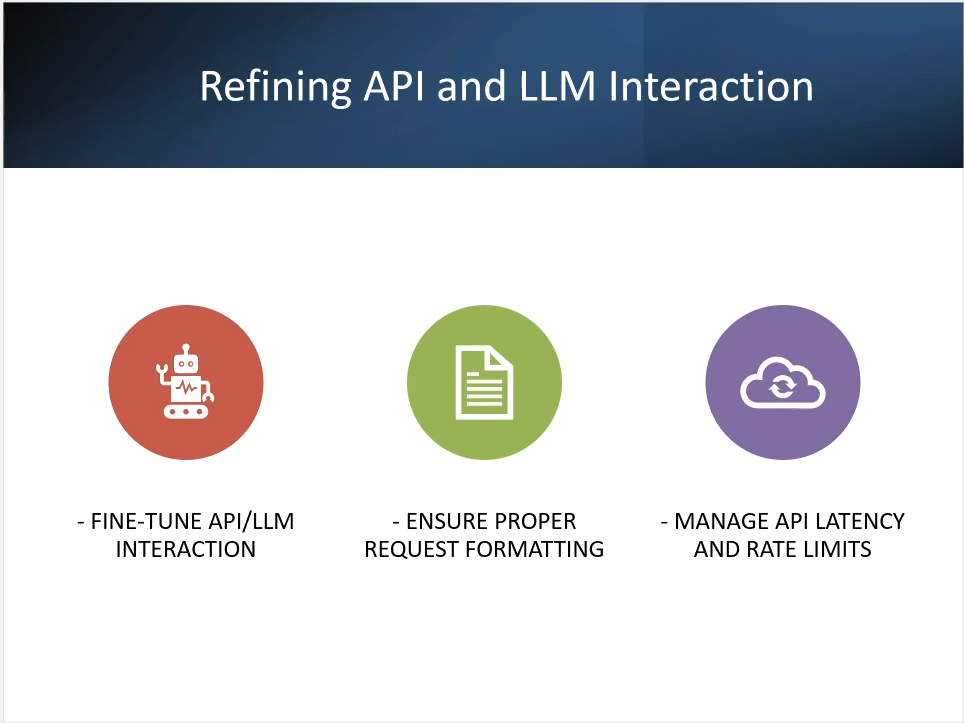 Refining API and LLM Interaction
- FINE-TUNE API/LLM
INTERACTION
- ENSURE PROPER
REQUEST FORMATTING
- MANAGE API LATENCY
AND RATE LIMITS